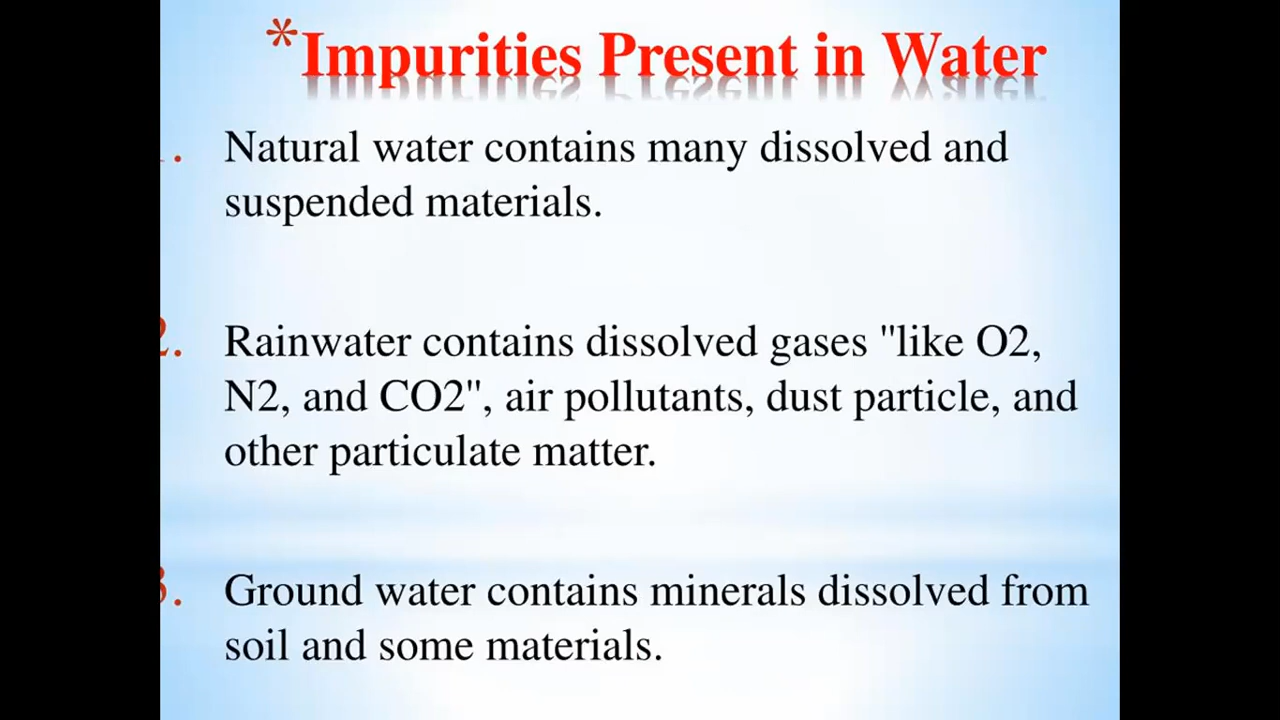 *Impurities Present in Water
1. Natural water contains many dissolved and
suspended materials.
2. Rainwater contains dissolved gases "like O2,
N2, and CO2", air pollutants, dust particle, and
other particulate matter.
3. Ground water contains minerals dissolved from
soil and some materials.